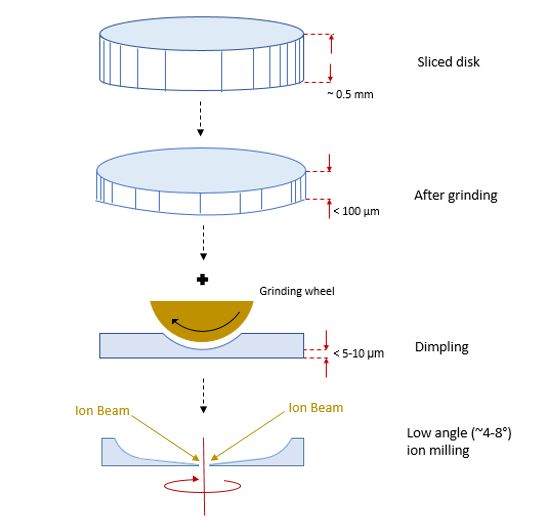 Sliced disk
~ 0.5 mm
After grinding
< 100 µm
Grinding wheel
Dimpling
< 5-10 µm
Ion Beam
Ion Beam
Low angle (~4-8°)
ion milling